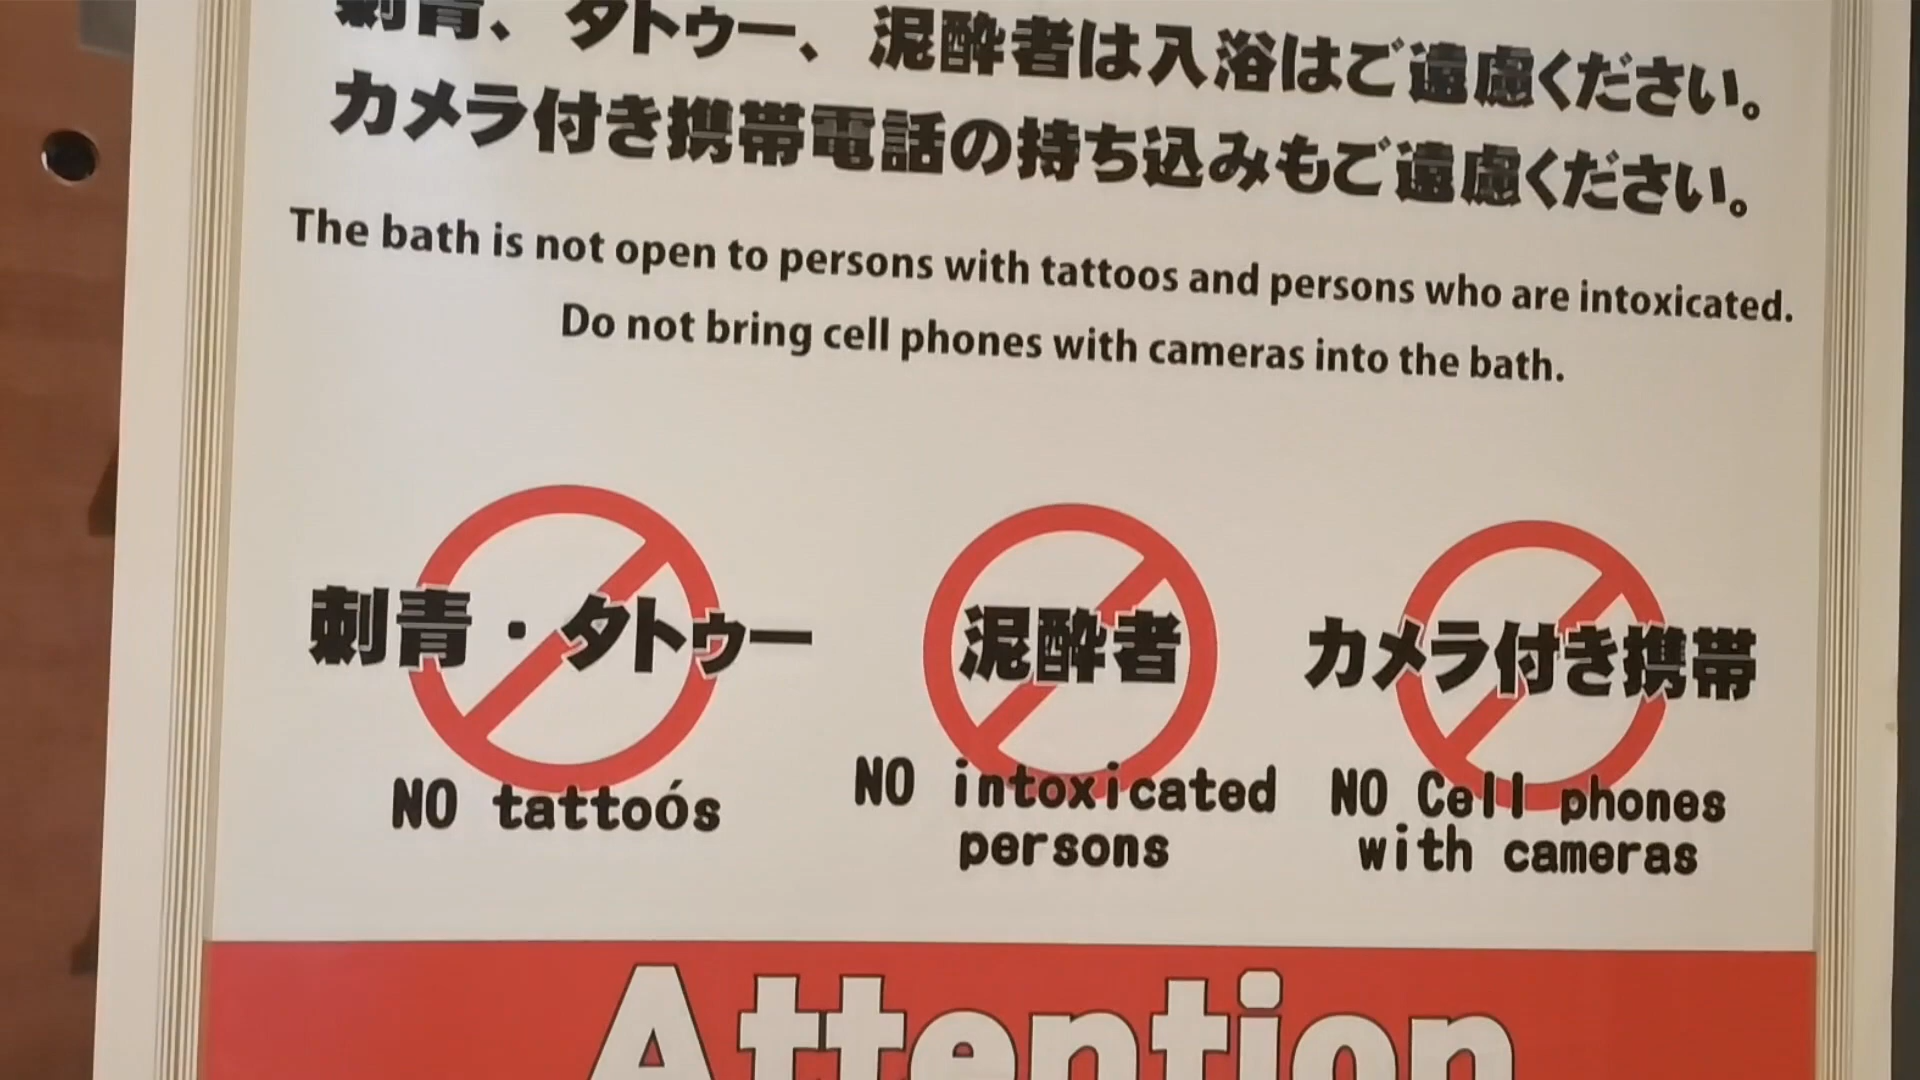 刺青、タトゥー、泥酔者は入浴はご遠慮ください。
カメラ付き携帯電話の持ち込みもご遠慮ください。
The bath is not open to persons with tattoos and persons who are intoxicated.
Do not bring cell phones with cameras into the bath.
刺青・タトゥー
NO tattoós
泥酔者
NO intoxicated
persons
カメラ付き携帯
NO Cell phones
with cameras
Attention